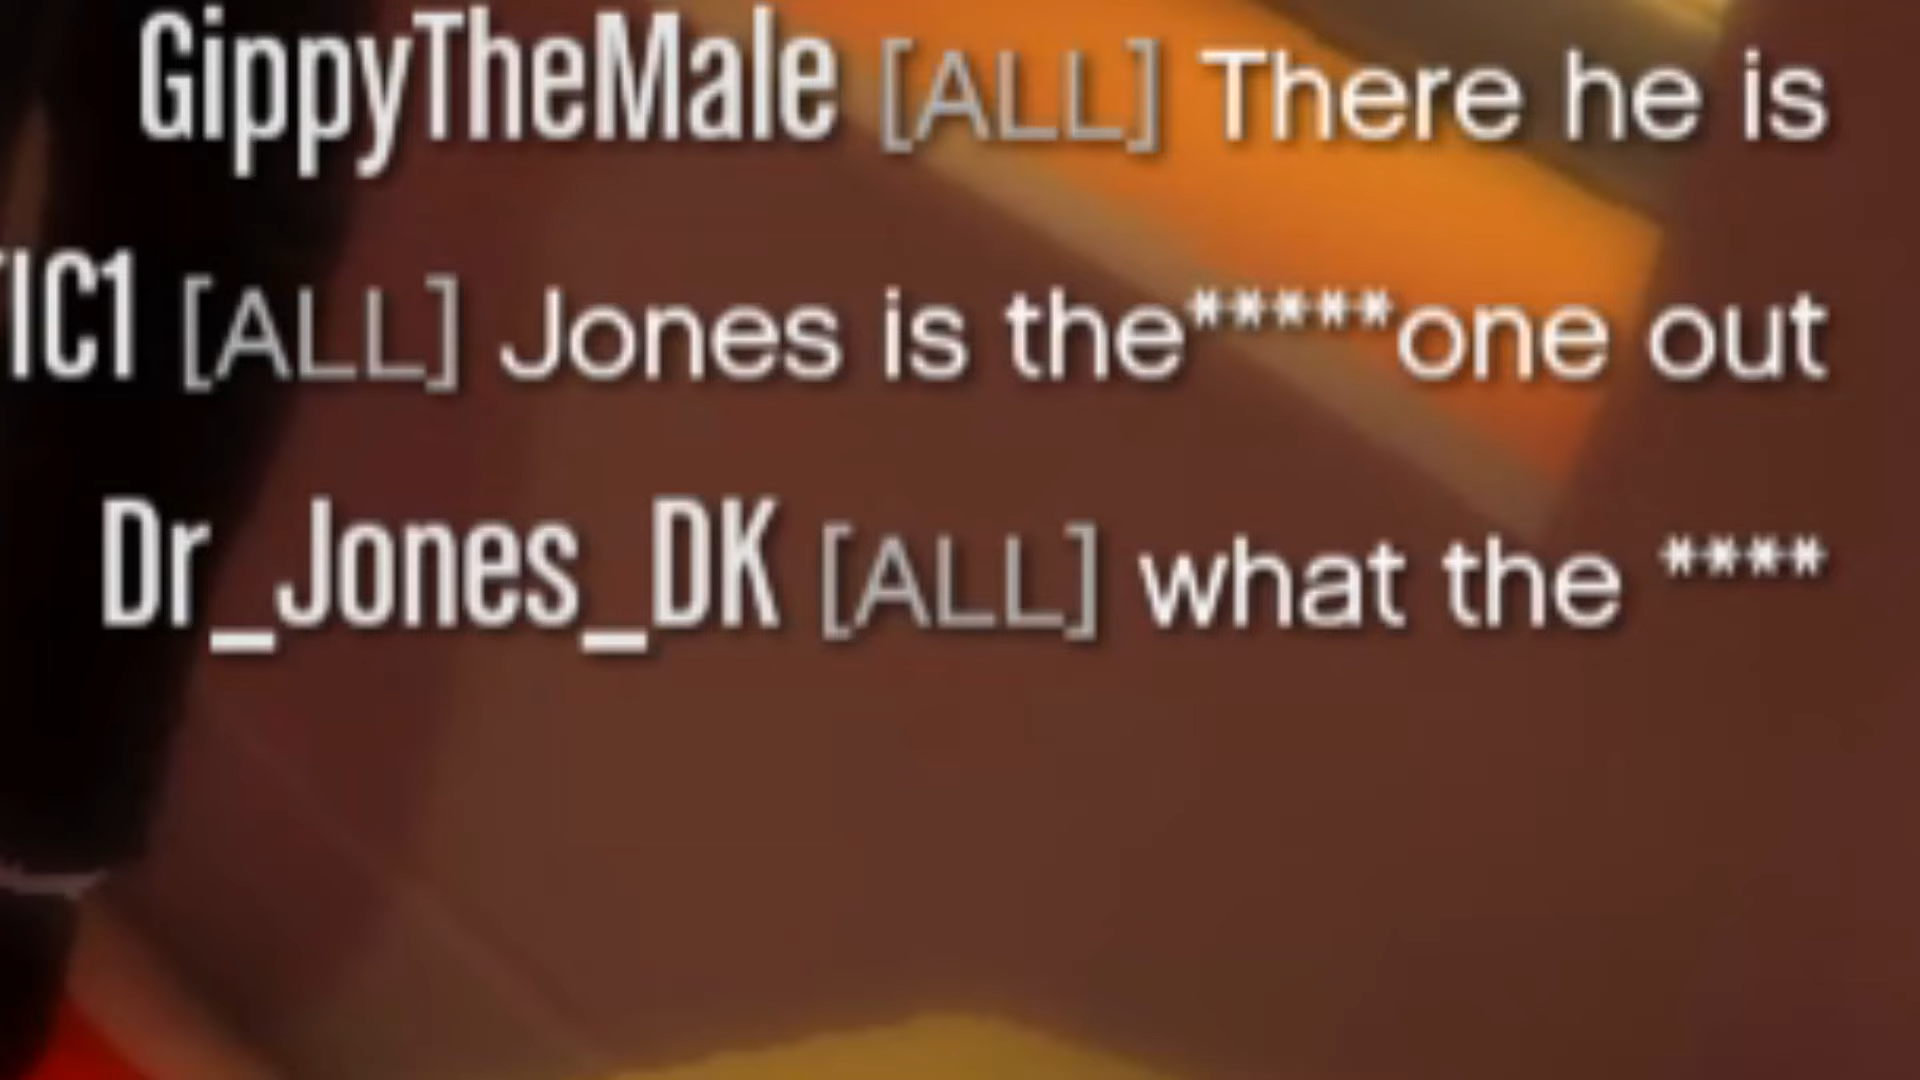 GippyTheMale [ALL] There he is
IC1 [ALL] Jones is the*****one out
Dr_Jones_DK [ALL] what the ****